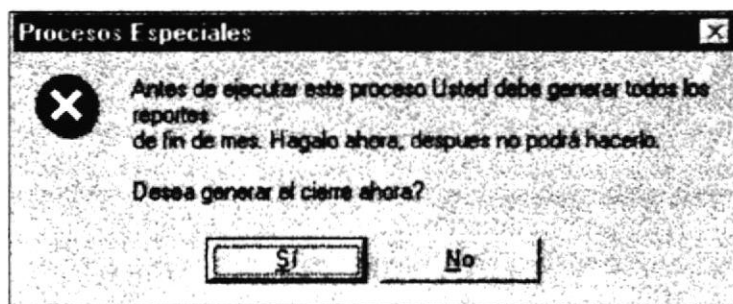 Procesos Especiales
Antes de ejecutar este proceso Usted debe generar todos los
reportes
de fin de mes. Hagalo ahora, despues no podrá hacerlo.
Desea generar el cierre ahora?
Sí
No